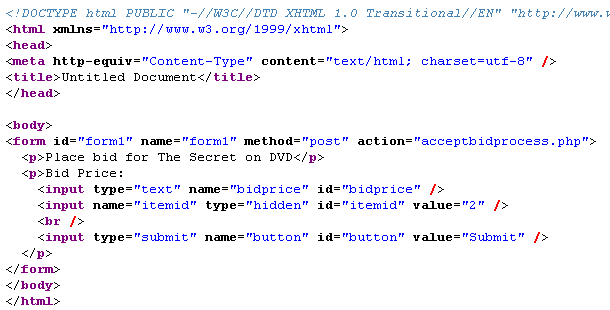 <!DOCTYPE html PUBLIC "-//W3C//DTD XHTML 1.0 Transitional//EN" "http://www.w
<html xmlns="http://www.w3.org/1999/xhtml">
<head>
<meta http-equiv="Content-Type" content="text/html; charset=utf-8" />
<title>Untitled Document</title>
</head>
<body>
<form id="form1" name="form1" method="post" action="acceptbidprocess.php">
<p>Place bid for The Secret on DVD</p>
<p>Bid Price:
<input type="text" name="bidprice" id="bidprice" />
<input name="itemid" type="hidden" id="itemid" value="2" />
<br />
<input type="submit" name="button" id="button" value="Submit" />
</p>
</form>
</body>
</html>